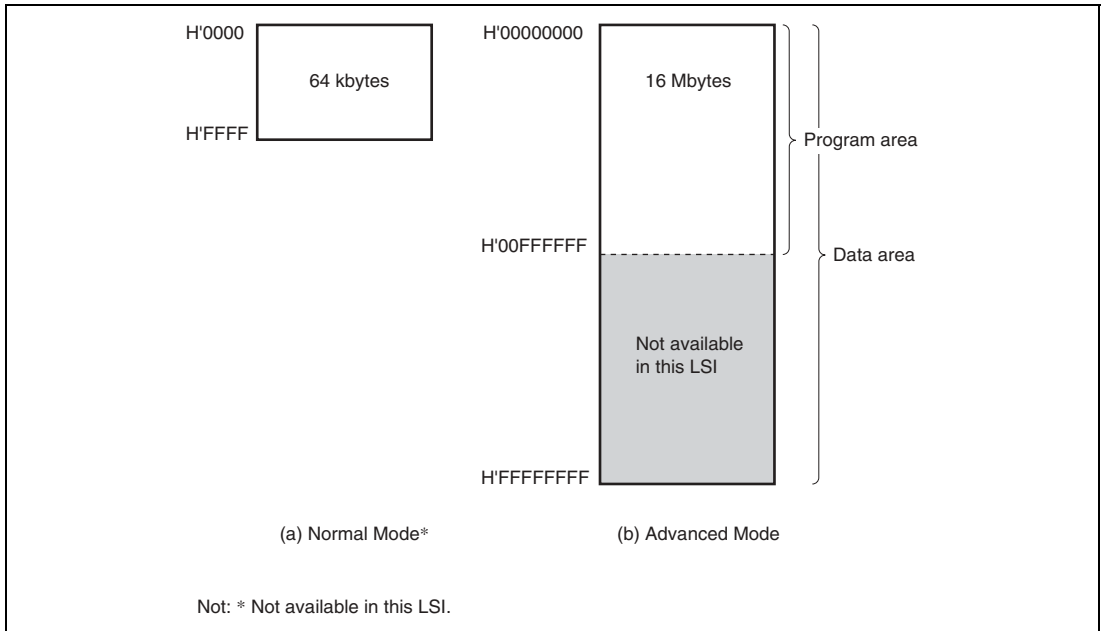 H'0000
64 kbytes
H'FFFF
H'00000000
16 Mbytes
Program area
H'00FFFFFF
Data area
Not available
in this LSI
H'FFFFFFFF
(a) Normal Mode*
(b) Advanced Mode
Not: * Not available in this LSI.